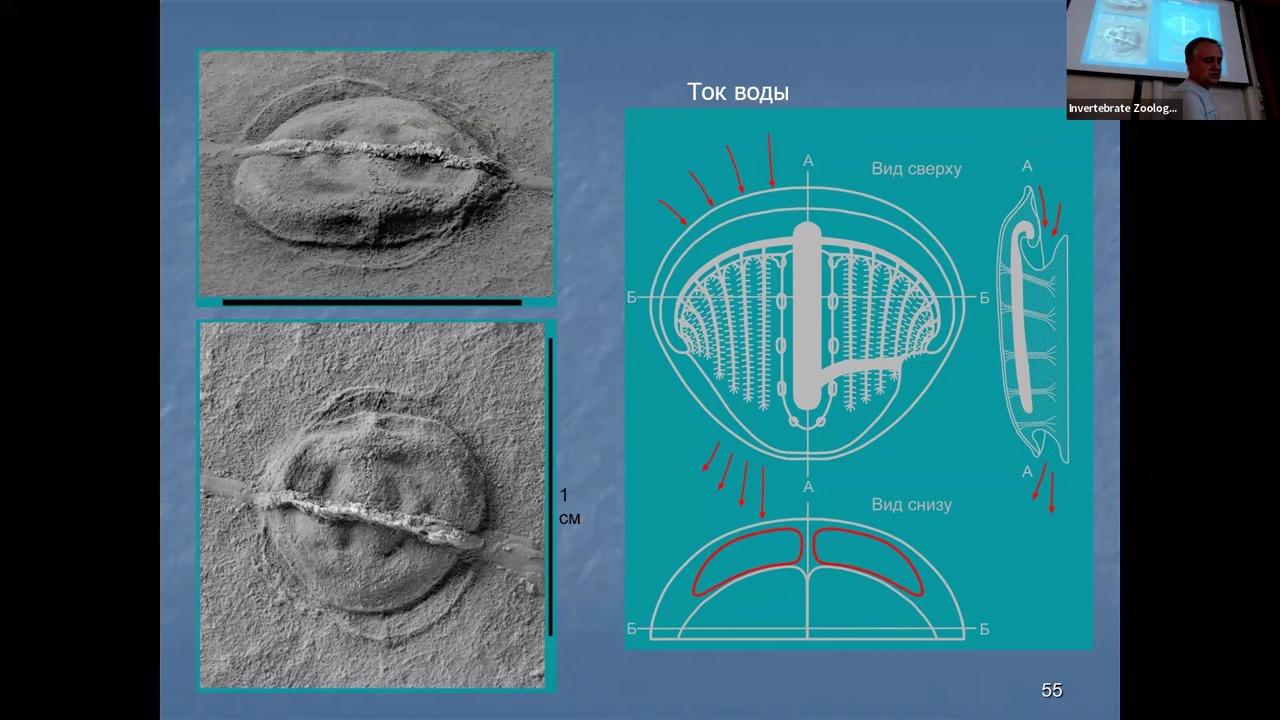 Ток воды
Invertebrate Zoolog...
А
Вид сверху
А
Б
Б
1
см
А
А
Вид снизу
Б
Б
55